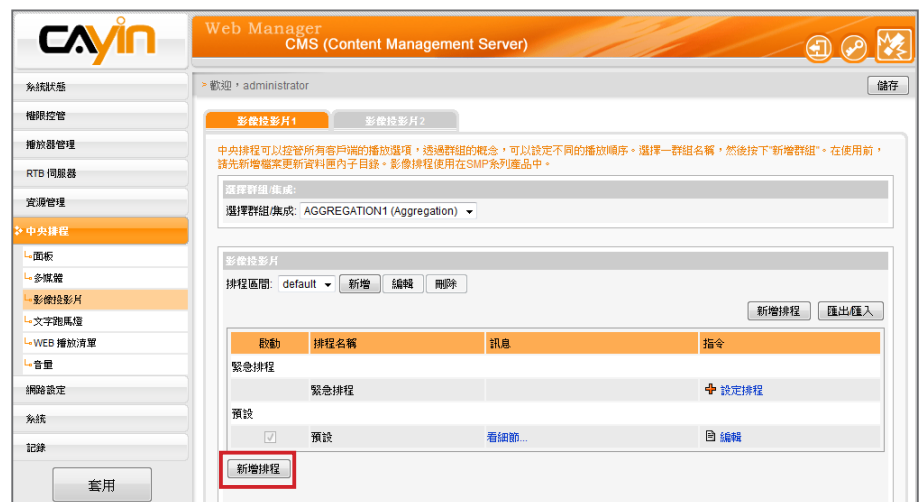 CAYIN
Web Manager
CMS (Content Management Server)
系統狀態
權限控管
播放器管理
RTB 伺服器
資源管理
中央排程
面板
多媒體
影像投影片
文字跑馬燈
WEB 播放清單
音量
網路設定
系統
記錄
套用
>歡迎，administrator
儲存
影像投影片1
影像投影片2
中央排程可以控管所有客戶端的播放選項，透過群組的概念，可以設定不同的播放順序。選擇一群組名稱，然後按下"新增群組"。在使用前，
請先新增檔案更新資料匣內子目錄。影像排程使用在SMP系列產品中。
選擇群組/集成:
選擇群組/集成: AGGREGATION1 (Aggregation)
影像投影片
排程區間: default 新增 編輯 刪除
新增排程 匯出/匯入
啟動 排程名稱 訊息 指令
緊急排程
緊急排程 設定排程
預設
預設 看細節... 編輯
新增排程